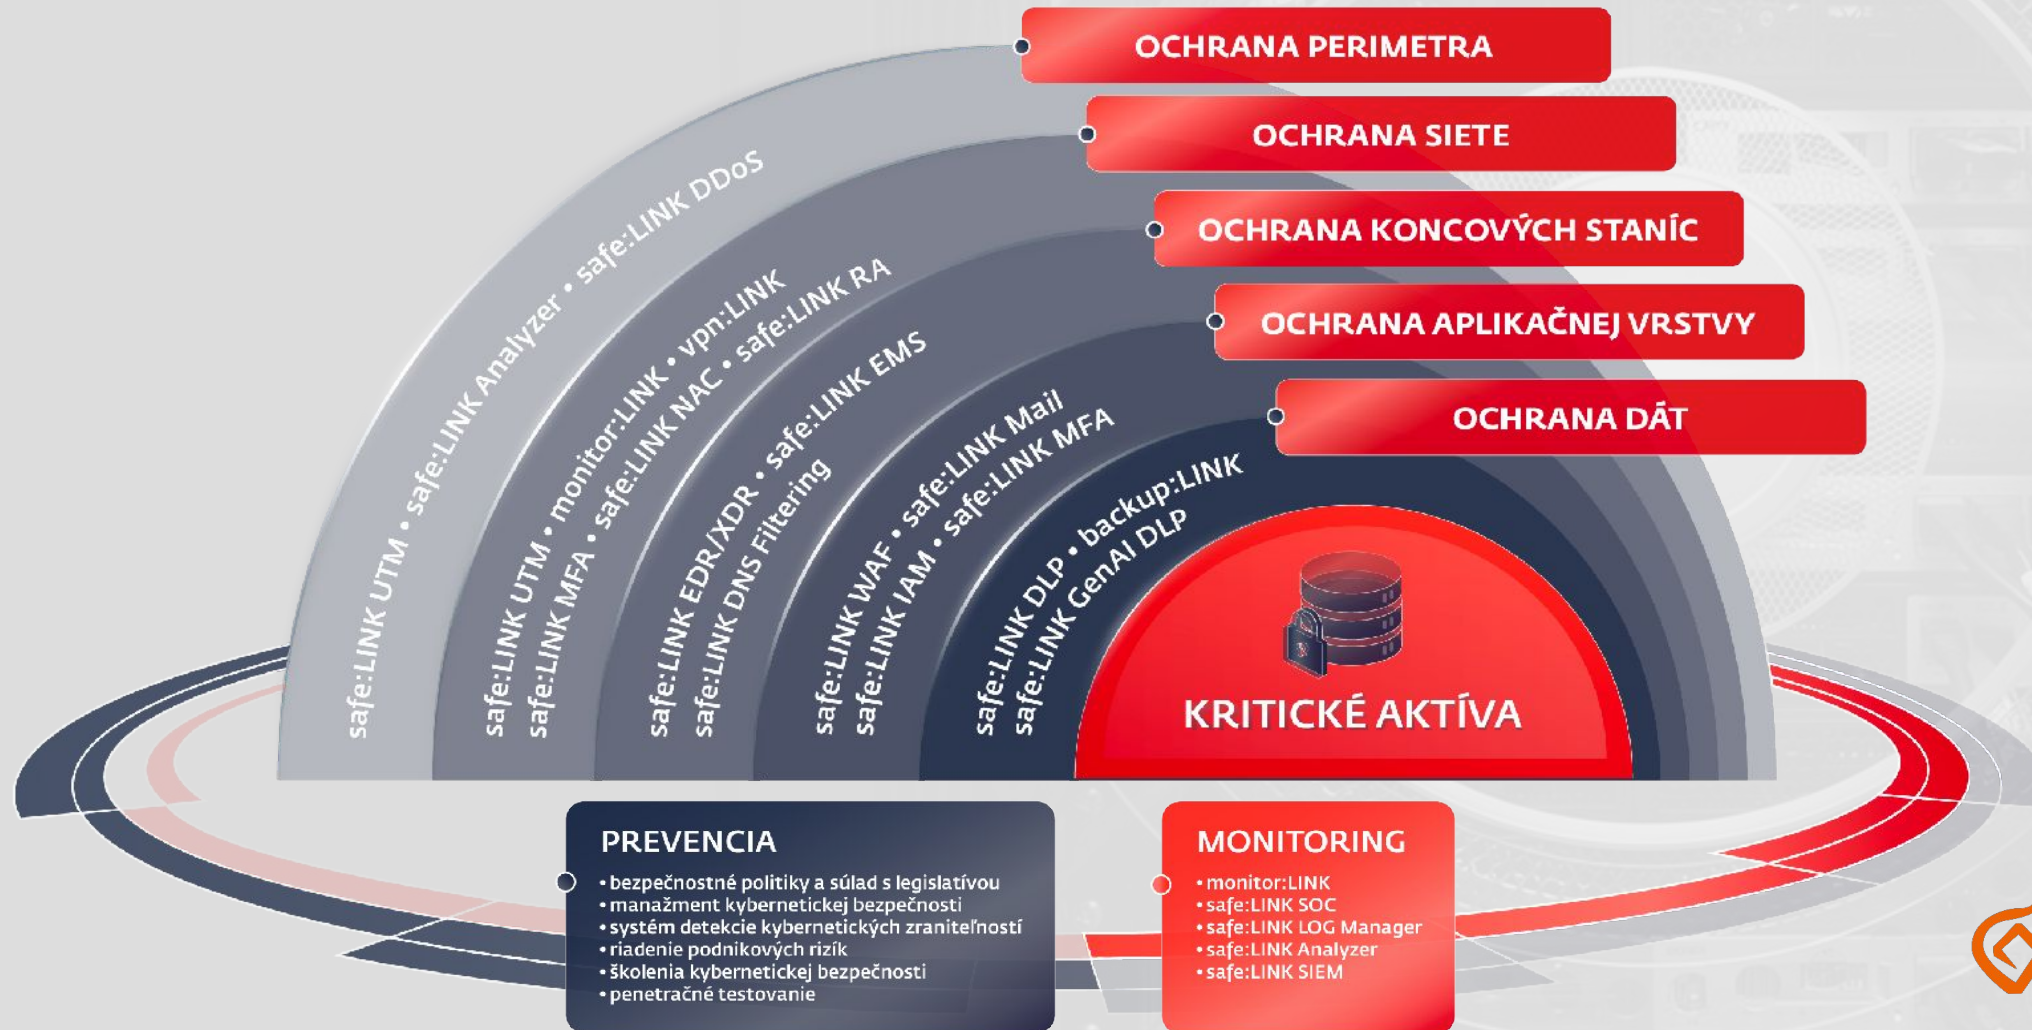 OCHRANA PERIMETRA
OCHRANA SIETE
OCHRANA KONCOVÝCH STANÍC
OCHRANA APLIKAČNEJ VRSTVY
OCHRANA DÁT
safe:LINK UTM • safe:LINK Analyzer • safe:LINK DDoS
safe:LINK UTM • monitor:LINK • vpn:LINK
safe:LINK MFA • safe:LINK NAC • safe:LINK RA
safe:LINK EDR/XDR • safe:LINK EMS
safe:LINK DNS Filtering
safe:LINK WAF • safe:LINK Mail
safe:LINK IAM • safe:LINK MFA
safe:LINK DLP • backup:LINK
safe:LINK GenAI DLP
KRITICKÉ AKTÍVA
PREVENCIA
• bezpečnostné politiky a súlad s legislatívou
• manažment kybernetickej bezpečnosti
• systém detekcie kybernetických zraniteľností
• riadenie podnikových rizík
• školenia kybernetickej bezpečnosti
• penetračné testovanie
MONITORING
• monitor:LINK
• safe:LINK SOC
• safe:LINK LOG Manager
• safe:LINK Analyzer
• safe:LINK SIEM